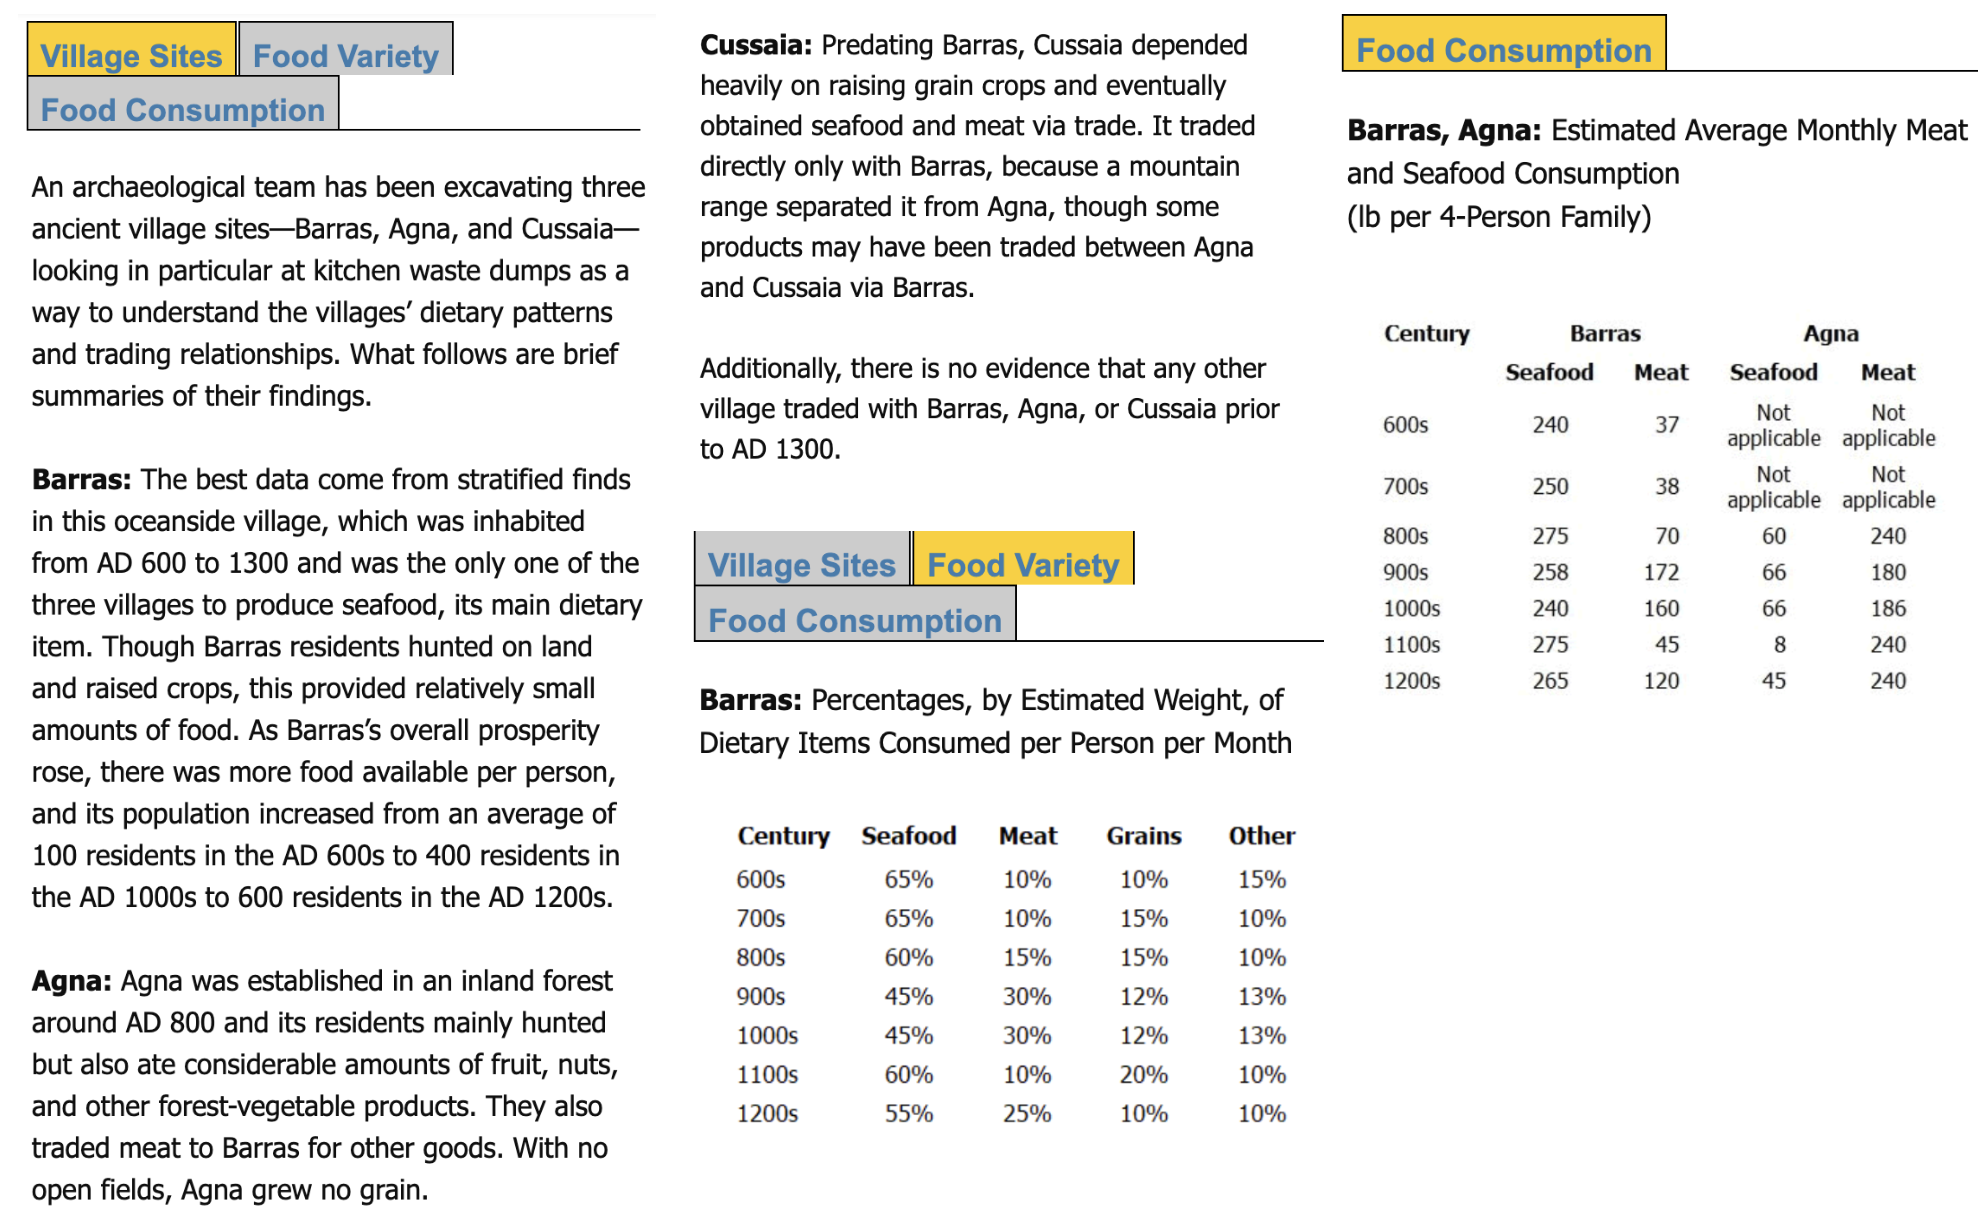 Village Sites Food Variety
Food Consumption
An archaeological team has been excavating three
ancient village sites—Barras, Agna, and Cussaia—
looking in particular at kitchen waste dumps as a
way to understand the villages’ dietary patterns
and trading relationships. What follows are brief
summaries of their findings.
Barras: The best data come from stratified finds
in this oceanside village, which was inhabited
from AD 600 to 1300 and was the only one of the
three villages to produce seafood, its main dietary
item. Though Barras residents hunted on land
and raised crops, this provided relatively small
amounts of food. As Barras’s overall prosperity
rose, there was more food available per person,
and its population increased from an average of
100 residents in the AD 600s to 400 residents in
the AD 1000s to 600 residents in the AD 1200s.
Agna: Agna was established in an inland forest
around AD 800 and its residents mainly hunted
but also ate considerable amounts of fruit, nuts,
and other forest-vegetable products. They also
traded meat to Barras for other goods. With no
open fields, Agna grew no grain.
Cussaia: Predating Barras, Cussaia depended
heavily on raising grain crops and eventually
obtained seafood and meat via trade. It traded
directly only with Barras, because a mountain
range separated it from Agna, though some
products may have been traded between Agna
and Cussaia via Barras.
Additionally, there is no evidence that any other
village traded with Barras, Agna, or Cussaia prior
to AD 1300.
Village Sites Food Variety
Food Consumption
Barras: Percentages, by Estimated Weight, of
Dietary Items Consumed per Person per Month
Century Seafood Meat Grains Other
600s 65% 10% 10% 15%
700s 65% 10% 15% 10%
800s 60% 15% 15% 10%
900s 45% 30% 12% 13%
1000s 45% 30% 12% 13%
1100s 60% 10% 20% 10%
1200s 55% 25% 10% 10%
Food Consumption
Barras, Agna: Estimated Average Monthly Meat
and Seafood Consumption
(lb per 4-Person Family)
Century Barras Agna
Seafood Meat Seafood Meat
600s 240 37 Not applicable Not applicable
700s 250 38 Not applicable Not applicable
800s 275 70 60 240
900s 258 172 66 180
1000s 240 160 66 186
1100s 275 45 8 240
1200s 265 120 45 240